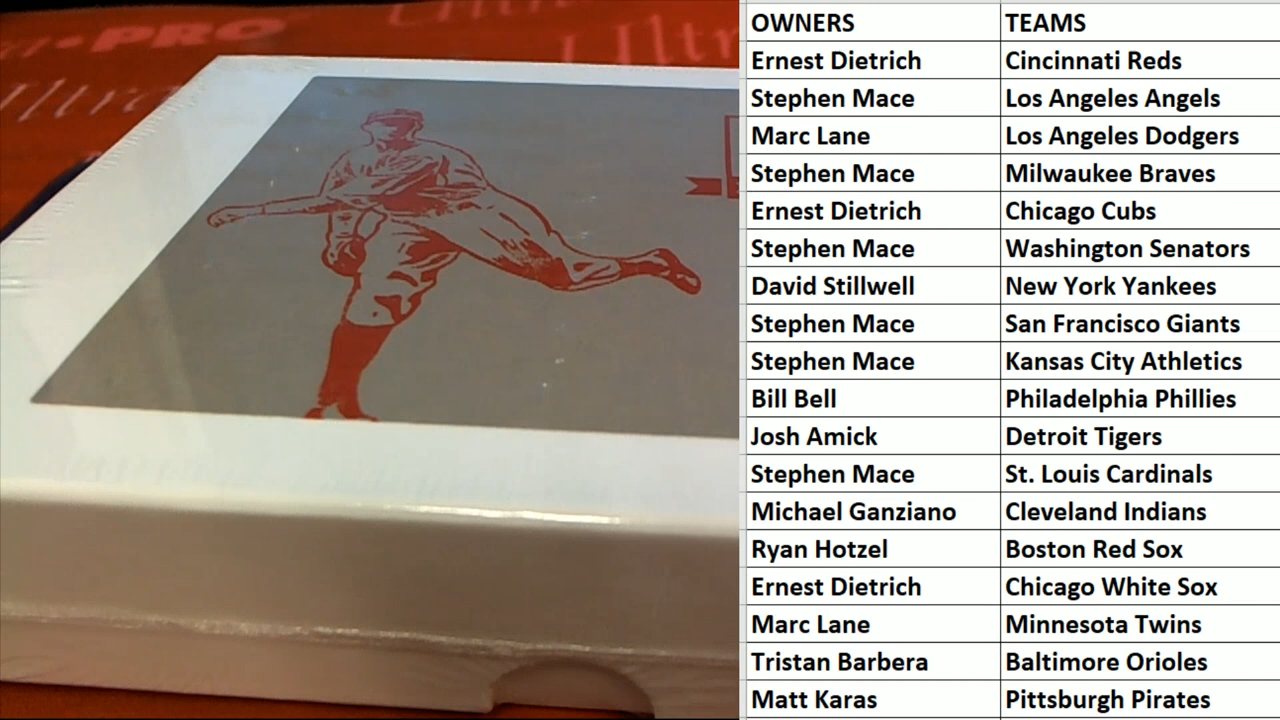 PRO
Ultr
Ultra
OWNERS TEAMS
Ernest Dietrich Cincinnati Reds
Stephen Mace Los Angeles Angels
Marc Lane Los Angeles Dodgers
Stephen Mace Milwaukee Braves
Ernest Dietrich Chicago Cubs
Stephen Mace Washington Senators
David Stillwell New York Yankees
Stephen Mace San Francisco Giants
Stephen Mace Kansas City Athletics
Bill Bell Philadelphia Phillies
Josh Amick Detroit Tigers
Stephen Mace St. Louis Cardinals
Michael Ganziano Cleveland Indians
Ryan Hotzel Boston Red Sox
Ernest Dietrich Chicago White Sox
Marc Lane Minnesota Twins
Tristan Barbera Baltimore Orioles
Matt Karas Pittsburgh Pirates